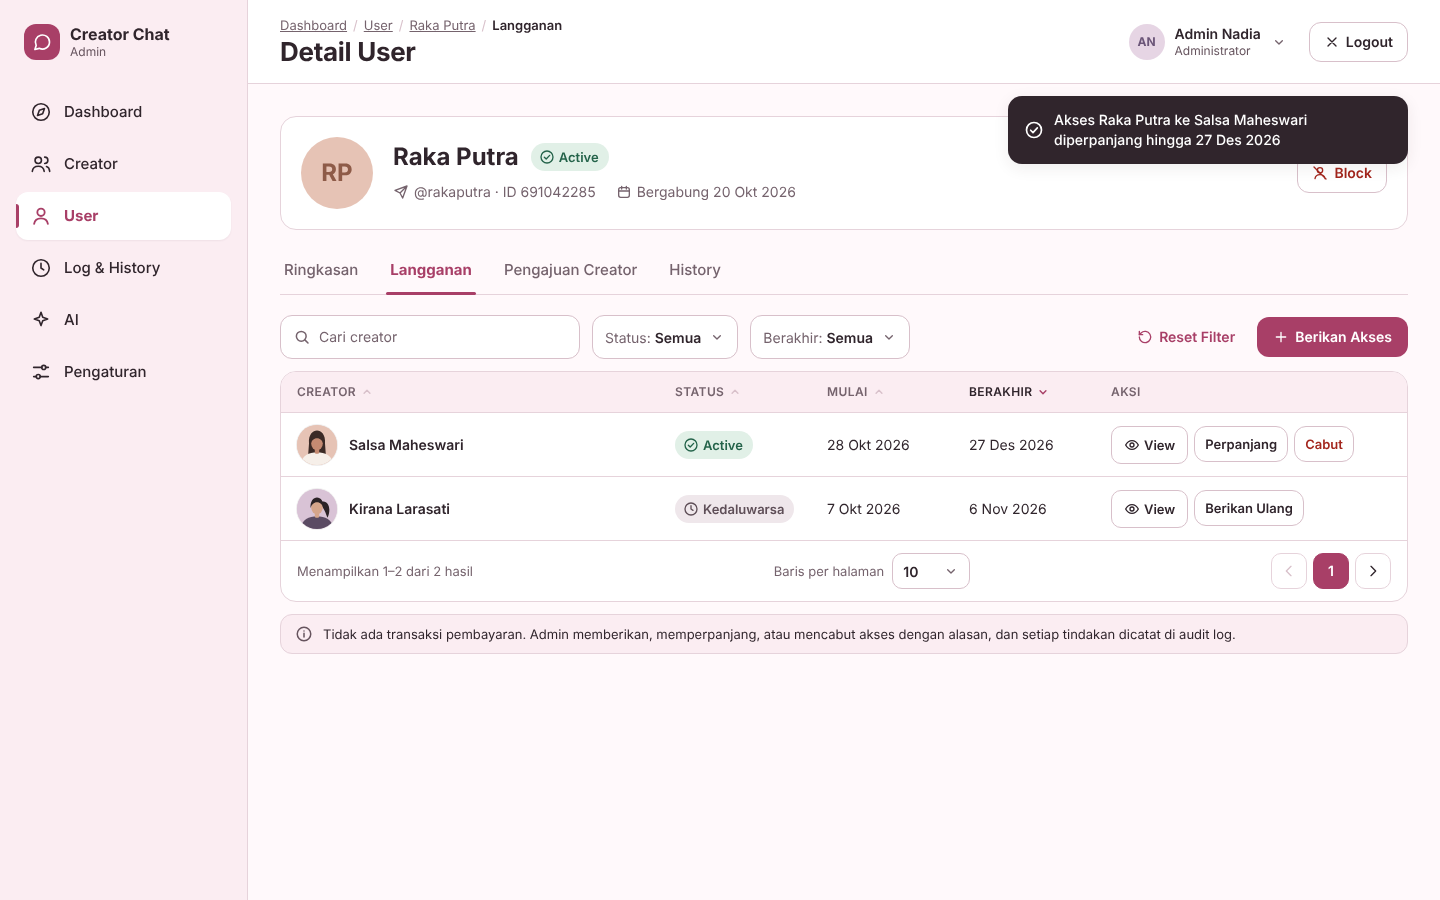 Creator Chat
Admin
Dashboard
Creator
User
Log & History
AI
Pengaturan
Dashboard / User / Raka Putra / Langganan
Detail User
AN
Admin Nadia
Administrator
Logout
Akses Raka Putra ke Salsa Maheswari
diperpanjang hingga 27 Des 2026
RP
Raka Putra
Active
@rakaputra · ID 691042285
Bergabung 20 Okt 2026
Block
Ringkasan
Langganan
Pengajuan Creator
History
Cari creator
Status: Semua
Berakhir: Semua
Reset Filter
Berikan Akses
CREATOR
STATUS
MULAI
BERAKHIR
AKSI
Salsa Maheswari
Active
28 Okt 2026
27 Des 2026
View
Perpanjang
Cabut
Kirana Larasati
Kedaluwarsa
7 Okt 2026
6 Nov 2026
View
Berikan Ulang
Menampilkan 1–2 dari 2 hasil
Baris per halaman
10
1
Tidak ada transaksi pembayaran. Admin memberikan, memperpanjang, atau mencabut akses dengan alasan, dan setiap tindakan dicatat di audit log.